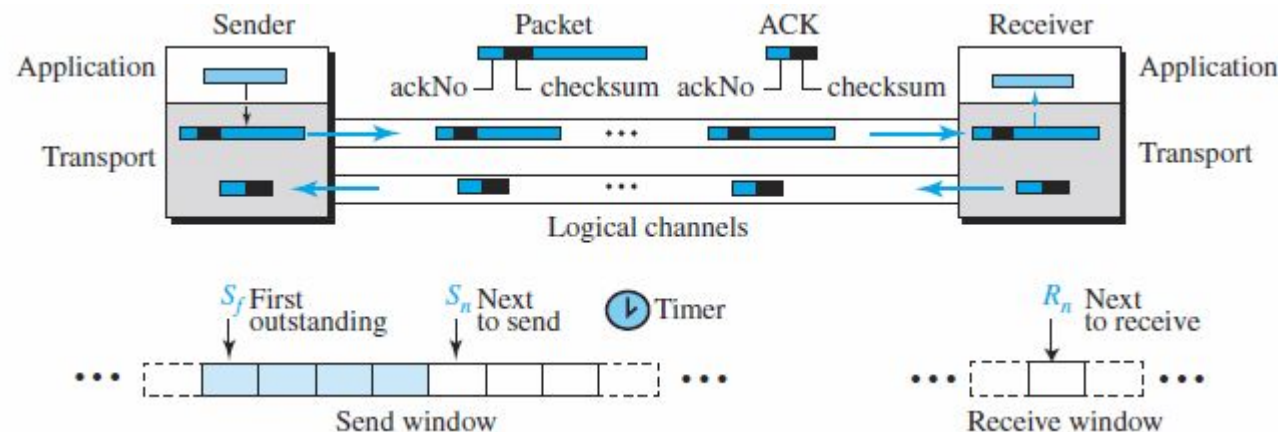 Sender
Packet
ACK
Receiver
Application
Application
ackNo
checksum
ackNo
checksum
Transport
•••
Transport
•••
Logical channels
Sf First outstanding
Sn Next to send
Timer
Rn Next to receive
•••
•••
•••
•••
Send window
Receive window